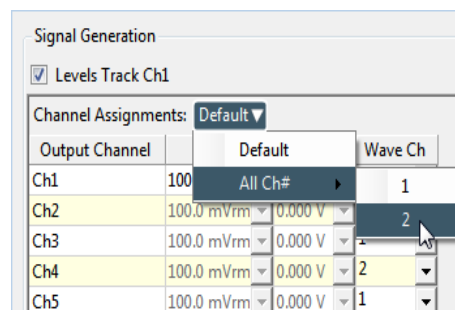 Signal Generation
Levels Track Ch1
Channel Assignments: Default
Output Channel Default Wave Ch
Ch1 100 All Ch# 1
Ch2 100.0 mVrm 0.000 V 2
Ch3 100.0 mVrm 0.000 V
Ch4 100.0 mVrm 0.000 V 2
Ch5 100.0 mVrm 0.000 V 1